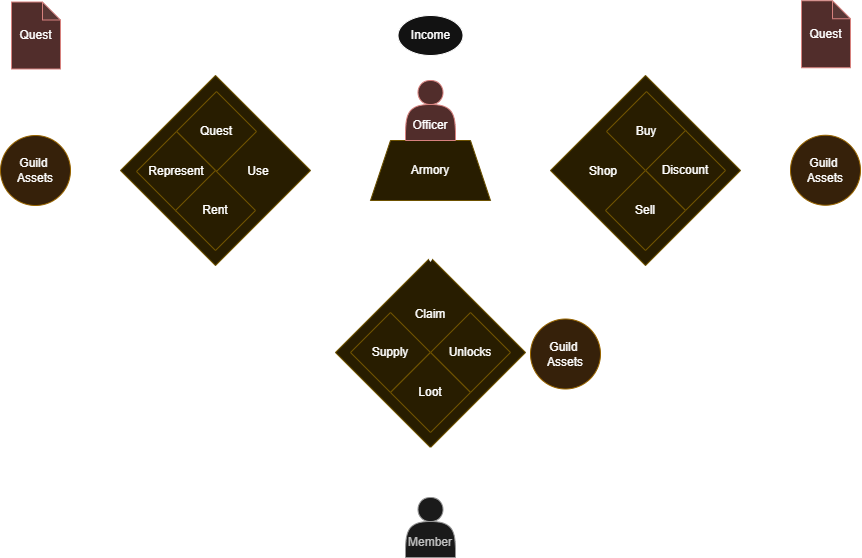 Quest
Income
Quest
Officer
Quest
Buy
Guild
Assets
Represent
Use
Armory
Shop
Discount
Guild
Assets
Rent
Sell
Claim
Supply
Unlocks
Guild
Assets
Loot
Member